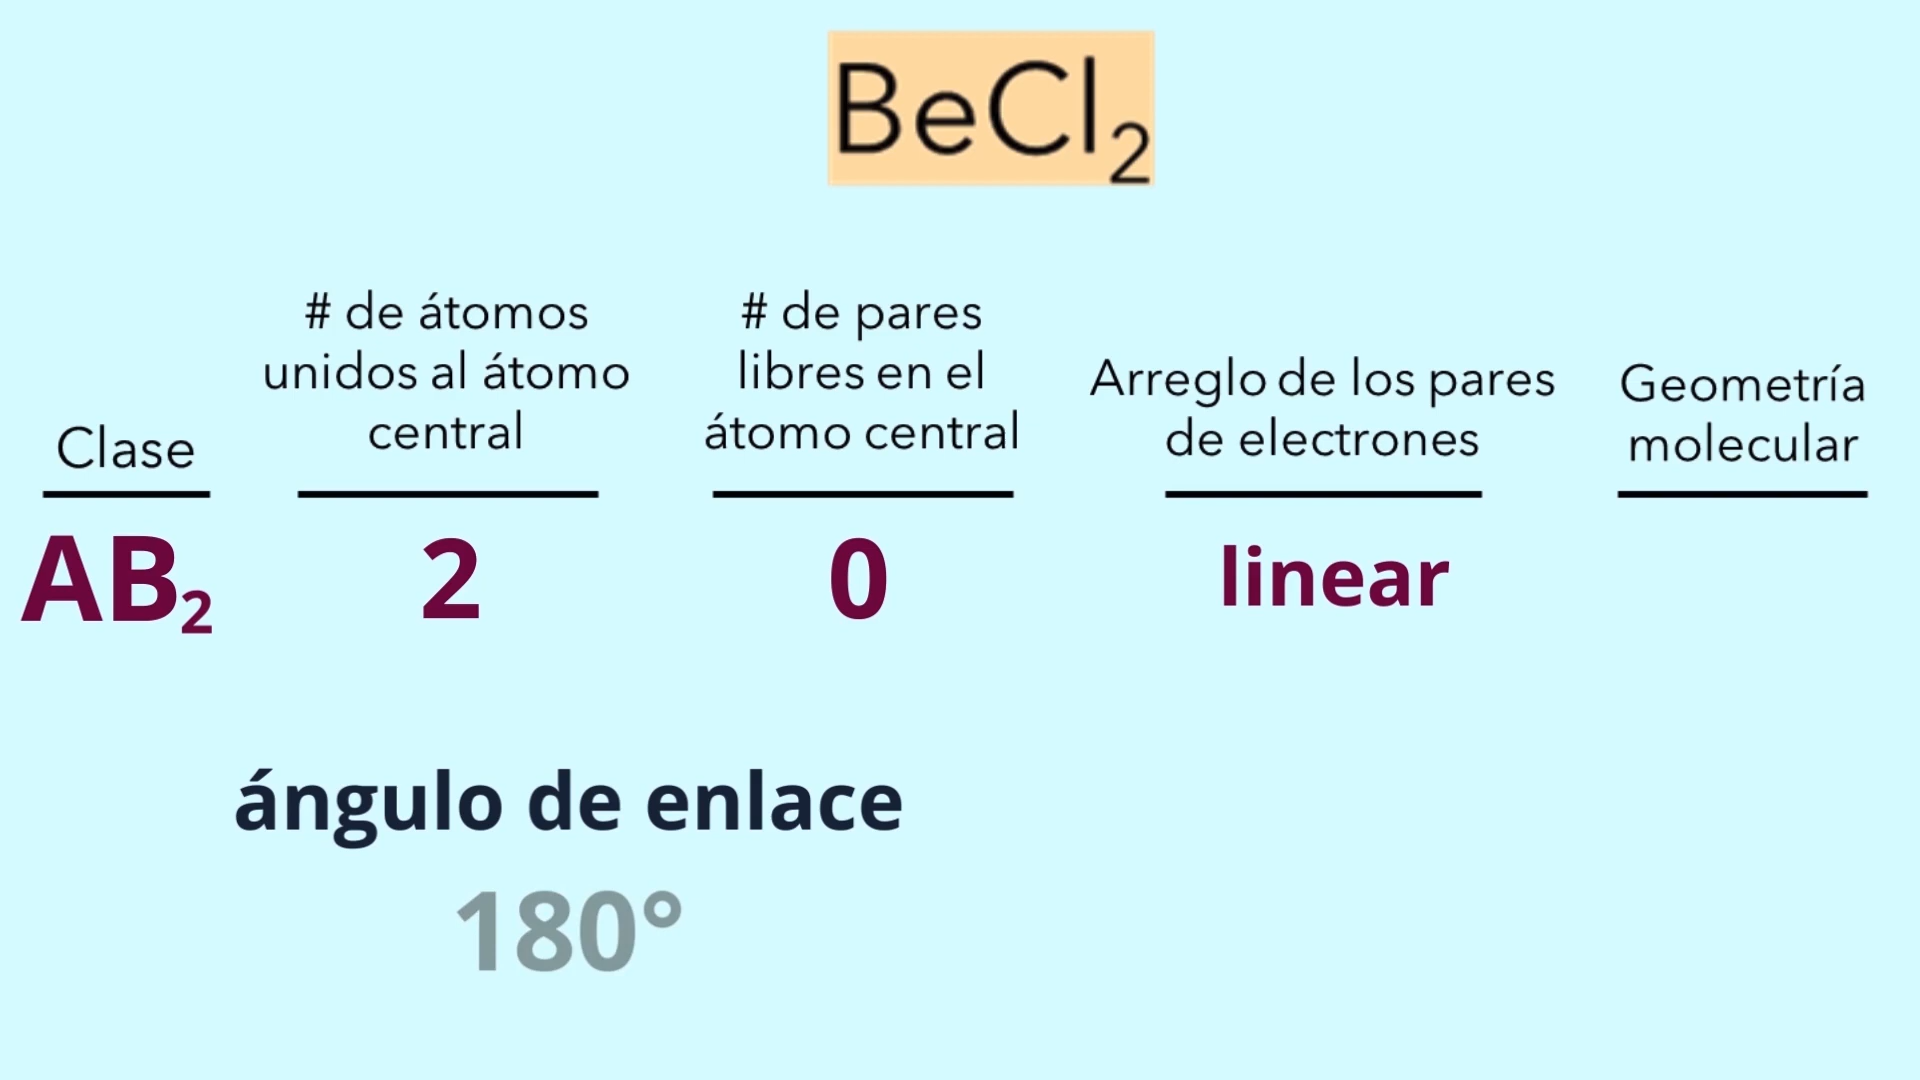 BeCl₂
Clase
# de átomos
unidos al átomo
central
# de pares
libres en el
átomo central
Arreglo de los pares
de electrones
Geometría
molecular
AB₂
2
0
linear
ángulo de enlace
180°